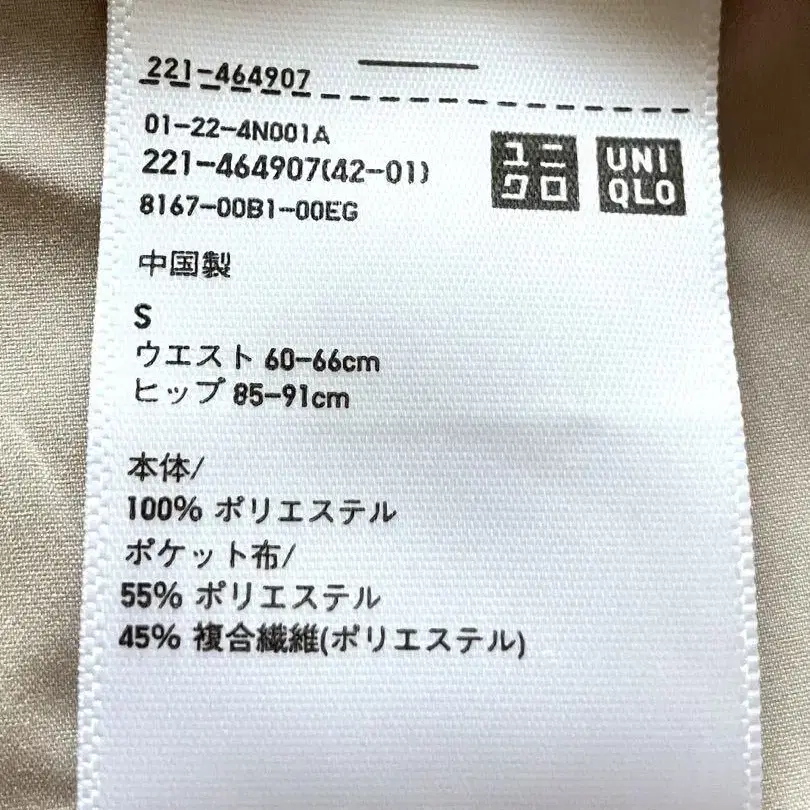 221-464907
01-22-4N001A
221-464907(42-01)
8167-00B1-00EG
ユニクロ
UNIQLO
中国製
S
ウエスト 60-66cm
ヒップ 85-91cm
本体/
100% ポリエステル
ポケット布/
55% ポリエステル
45% 複合繊維(ポリエステル)